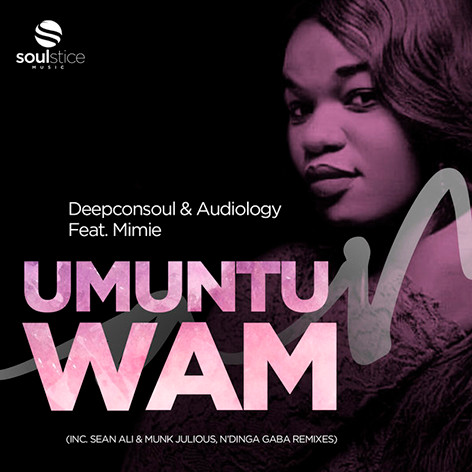 soulstice
MUSIC
Deepconsoul & Audiology
Feat. Mimie
UMUNTU
WAM
(INC. SEAN ALI & MUNK JULIOUS, N'DINGA GABA REMIXES)